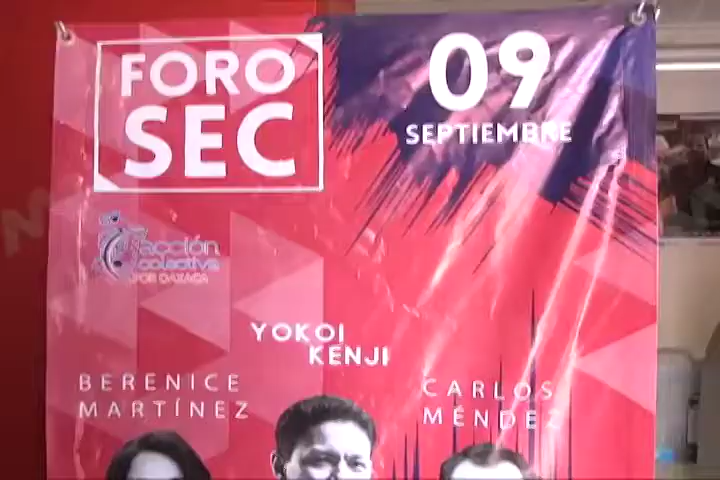 FORO
SEC
09
SEPTIEMBRE
acción
colectiva
POR OAXACA
YOKOI
KENJI
BERENICE
MARTÍNEZ
CARLOS
MÉNDEZ